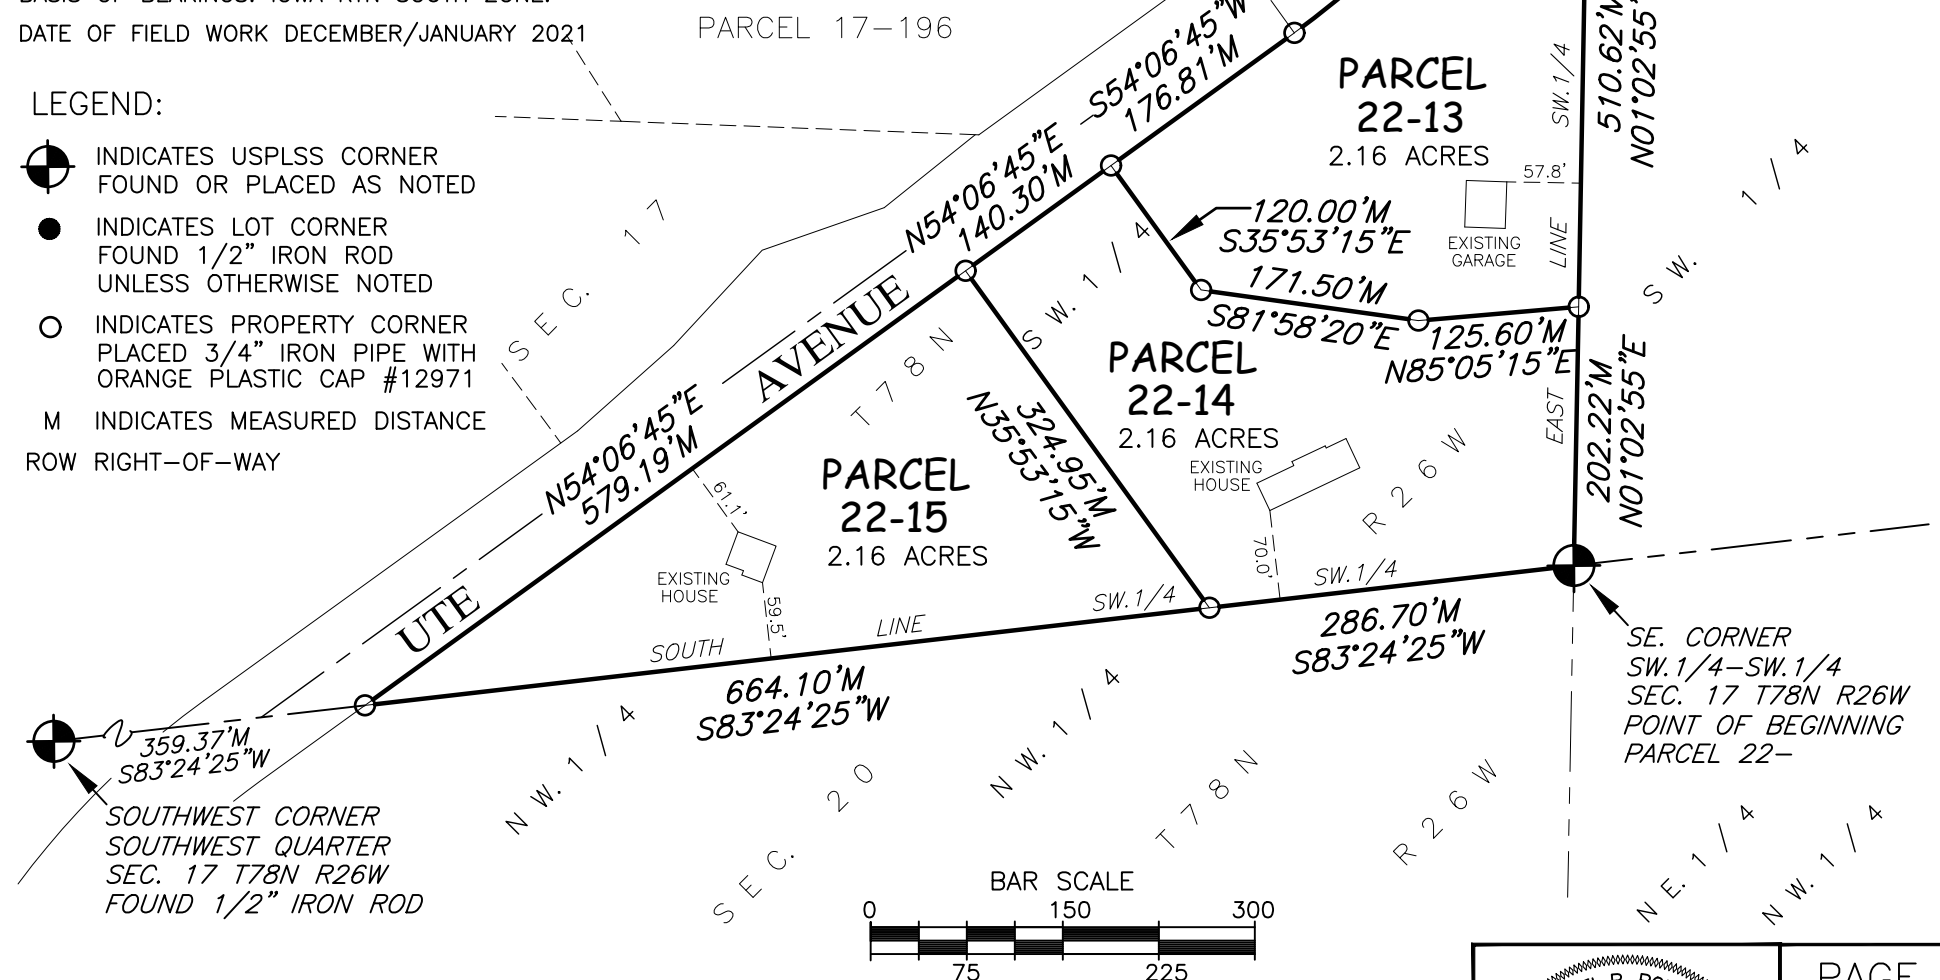 DATE OF FIELD WORK DECEMBER/JANUARY 2021
PARCEL 17-196
LEGEND:
INDICATES USPLSS CORNER
FOUND OR PLACED AS NOTED
INDICATES LOT CORNER
FOUND 1/2" IRON ROD
UNLESS OTHERWISE NOTED
INDICATES PROPERTY CORNER
PLACED 3/4" IRON PIPE WITH
ORANGE PLASTIC CAP #12971
M INDICATES MEASURED DISTANCE
ROW RIGHT-OF-WAY
S54°06'45"W
176.81'M
PARCEL
22-13
2.16 ACRES
SW.1/4
510.62'M
N01°02'55"
57.8'
EXISTING
GARAGE
LINE
SEC. 17
N54°06'45"E
140.30'M
120.00'M
S35°53'15"E
171.50'M
S81°58'20"E
125.60'M
N85°05'15"E
SW. 1/4
SW. 1/4
UTE AVENUE
T78N
PARCEL
22-14
2.16 ACRES
EXISTING
HOUSE
70.0'
R26W
EAST
202.22'M
N01°02'55"E
N54°06'45"E
579.19'M
324.95'M
N35°53'15"W
PARCEL
22-15
2.16 ACRES
61.1'
EXISTING
HOUSE
59.5'
SOUTH LINE SW.1/4 SW.1/4
664.10'M
S83°24'25"W
286.70'M
S83°24'25"W
359.37'M
S83°24'25"W
SOUTHWEST CORNER
SOUTHWEST QUARTER
SEC. 17 T78N R26W
FOUND 1/2" IRON ROD
SE. CORNER
SW.1/4-SW.1/4
SEC. 17 T78N R26W
POINT OF BEGINNING
PARCEL 22-
NW. 1/4
NW. 1/4
SEC. 20
T78N
R26W
NE. 1/4
NW. 1/4
BAR SCALE
0 150 300
75 225
PAGE